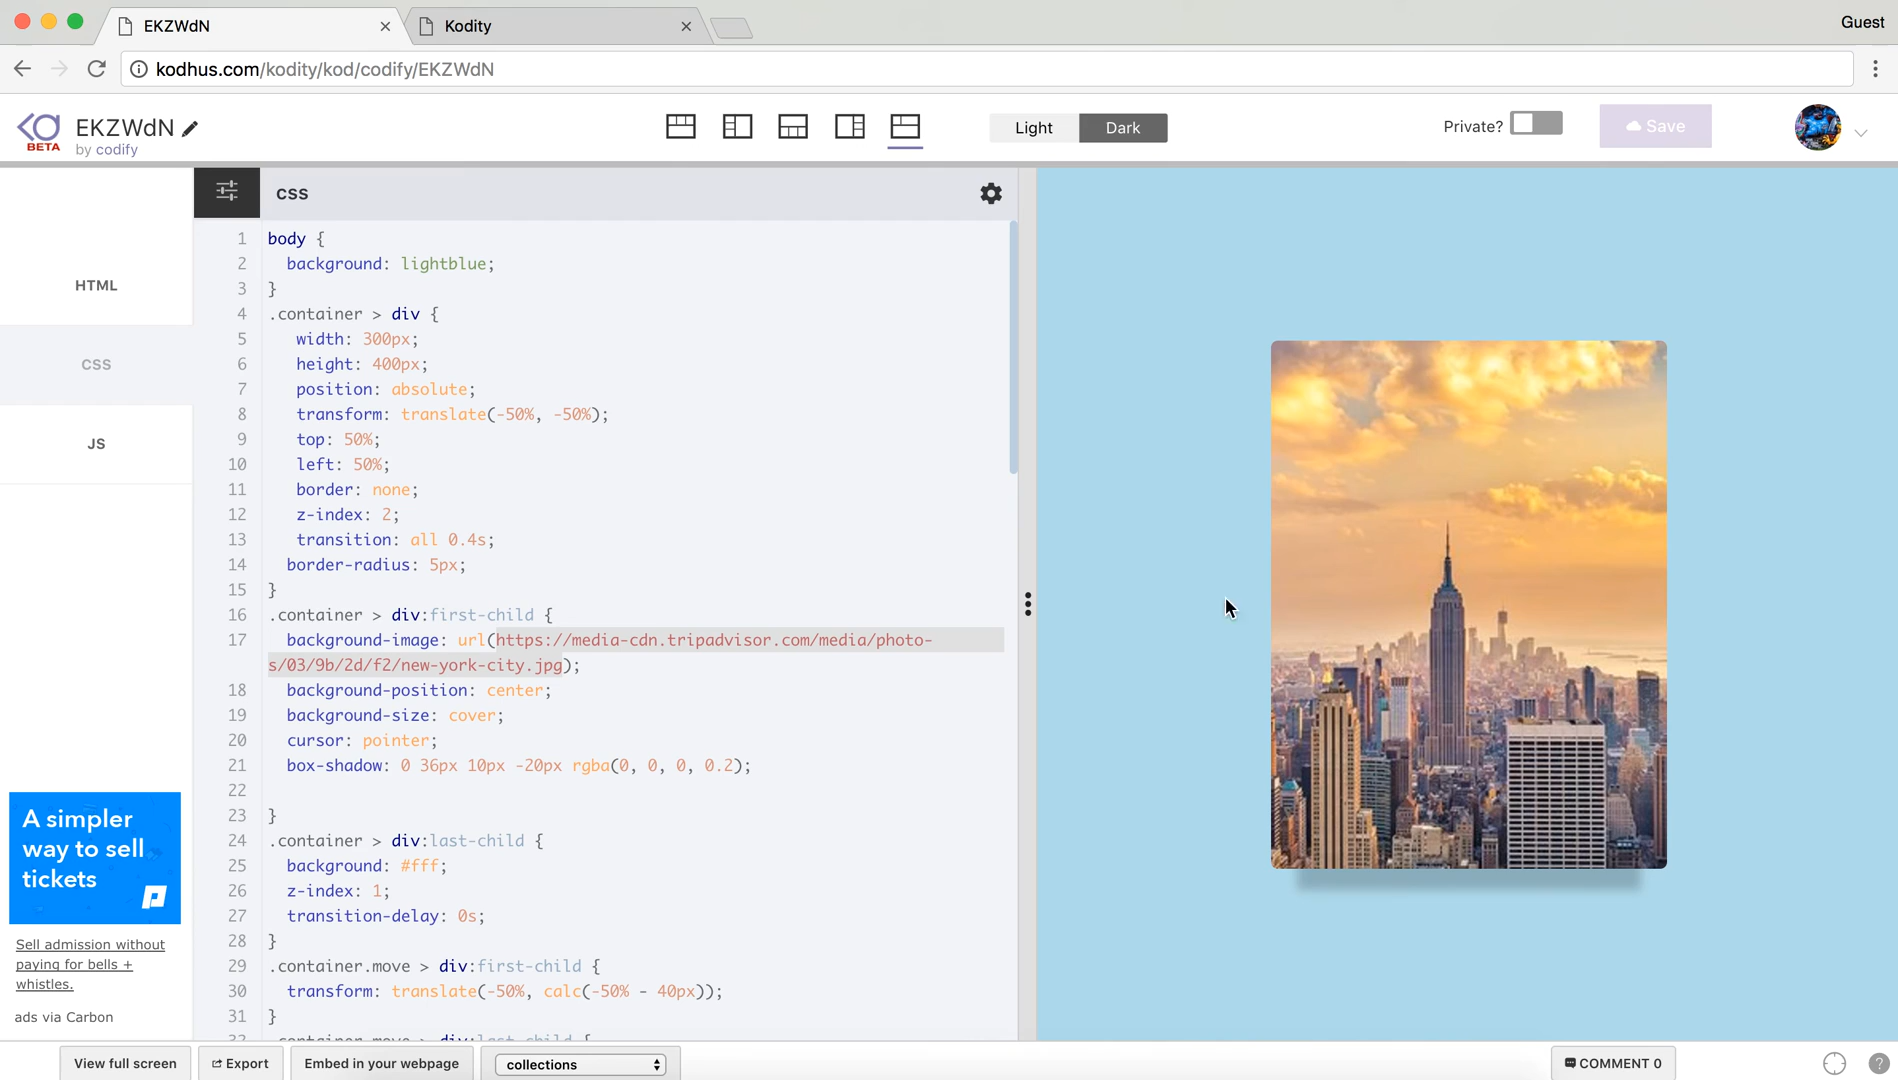 EKZWdN
Kodity
Guest
kodhus.com/kodity/kod/codify/EKZWdN
BETA
EKZWdN
by codify
Light
Dark
Private?
Save
HTML
CSS
JS
CSS
1 body {
2 background: lightblue;
3 }
4 .container > div {
5 width: 300px;
6 height: 400px;
7 position: absolute;
8 transform: translate(-50%, -50%);
9 top: 50%;
10 left: 50%;
11 border: none;
12 z-index: 2;
13 transition: all 0.4s;
14 border-radius: 5px;
15 }
16 .container > div:first-child {
17 background-image: url(https://media-cdn.tripadvisor.com/media/photo-
s/03/9b/2d/f2/new-york-city.jpg);
18 background-position: center;
19 background-size: cover;
20 cursor: pointer;
21 box-shadow: 0 36px 10px -20px rgba(0, 0, 0, 0.2);
22
23 }
24 .container > div:last-child {
25 background: #fff;
26 z-index: 1;
27 transition-delay: 0s;
28 }
29 .container.move > div:first-child {
30 transform: translate(-50%, calc(-50% - 40px));
31 }
A simpler
way to sell
tickets
Sell admission without
paying for bells +
whistles.
ads via Carbon
View full screen
Export
Embed in your webpage
collections
COMMENT 0
?